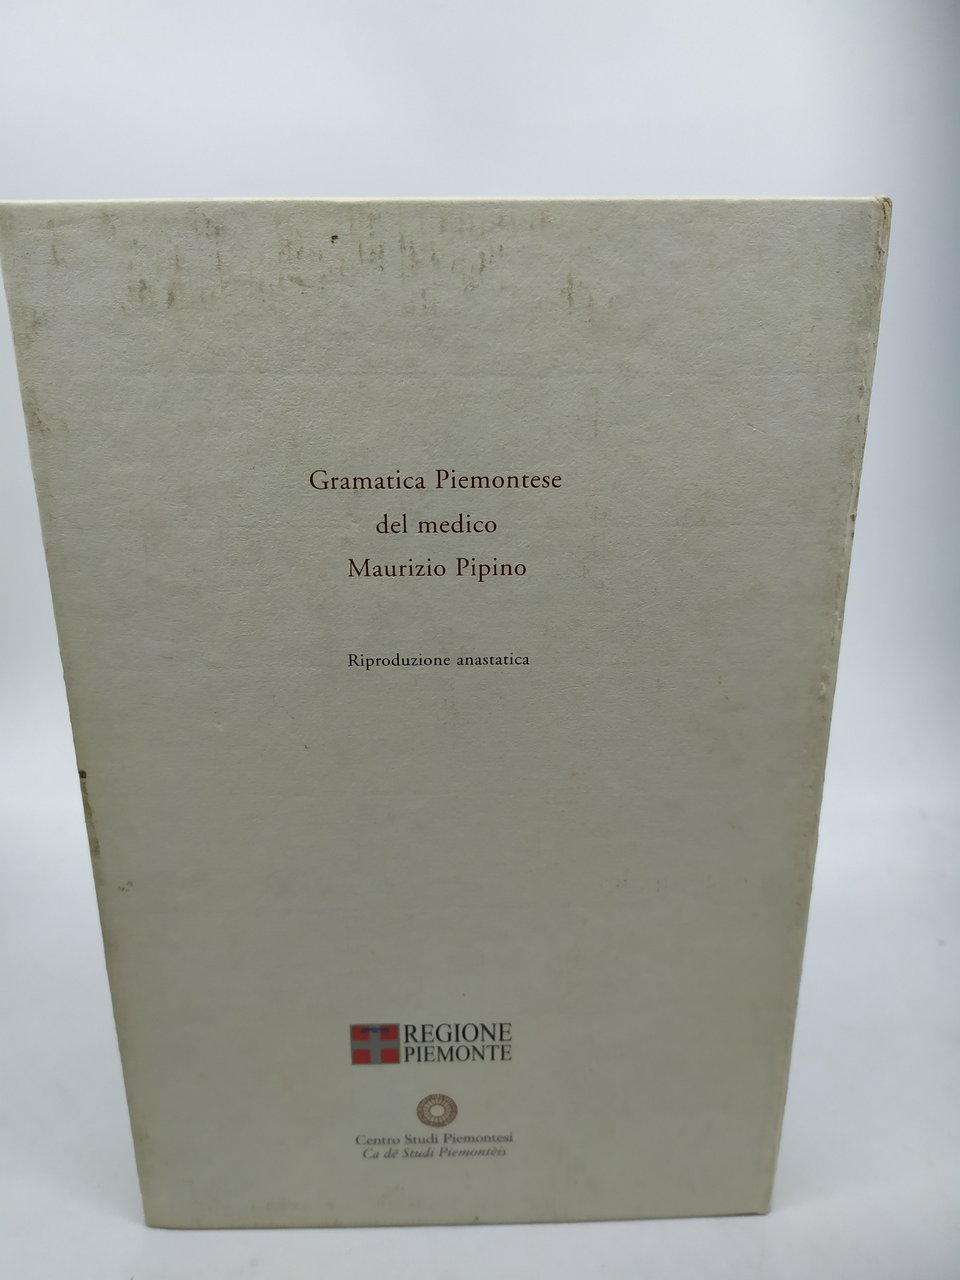 Gramatica Piemontese
del medico
Maurizio Pipino
Riproduzione anastatica
REGIONE
PIEMONTE
Centro Studi Piemontesi
Ca dë Studi Piemontèis